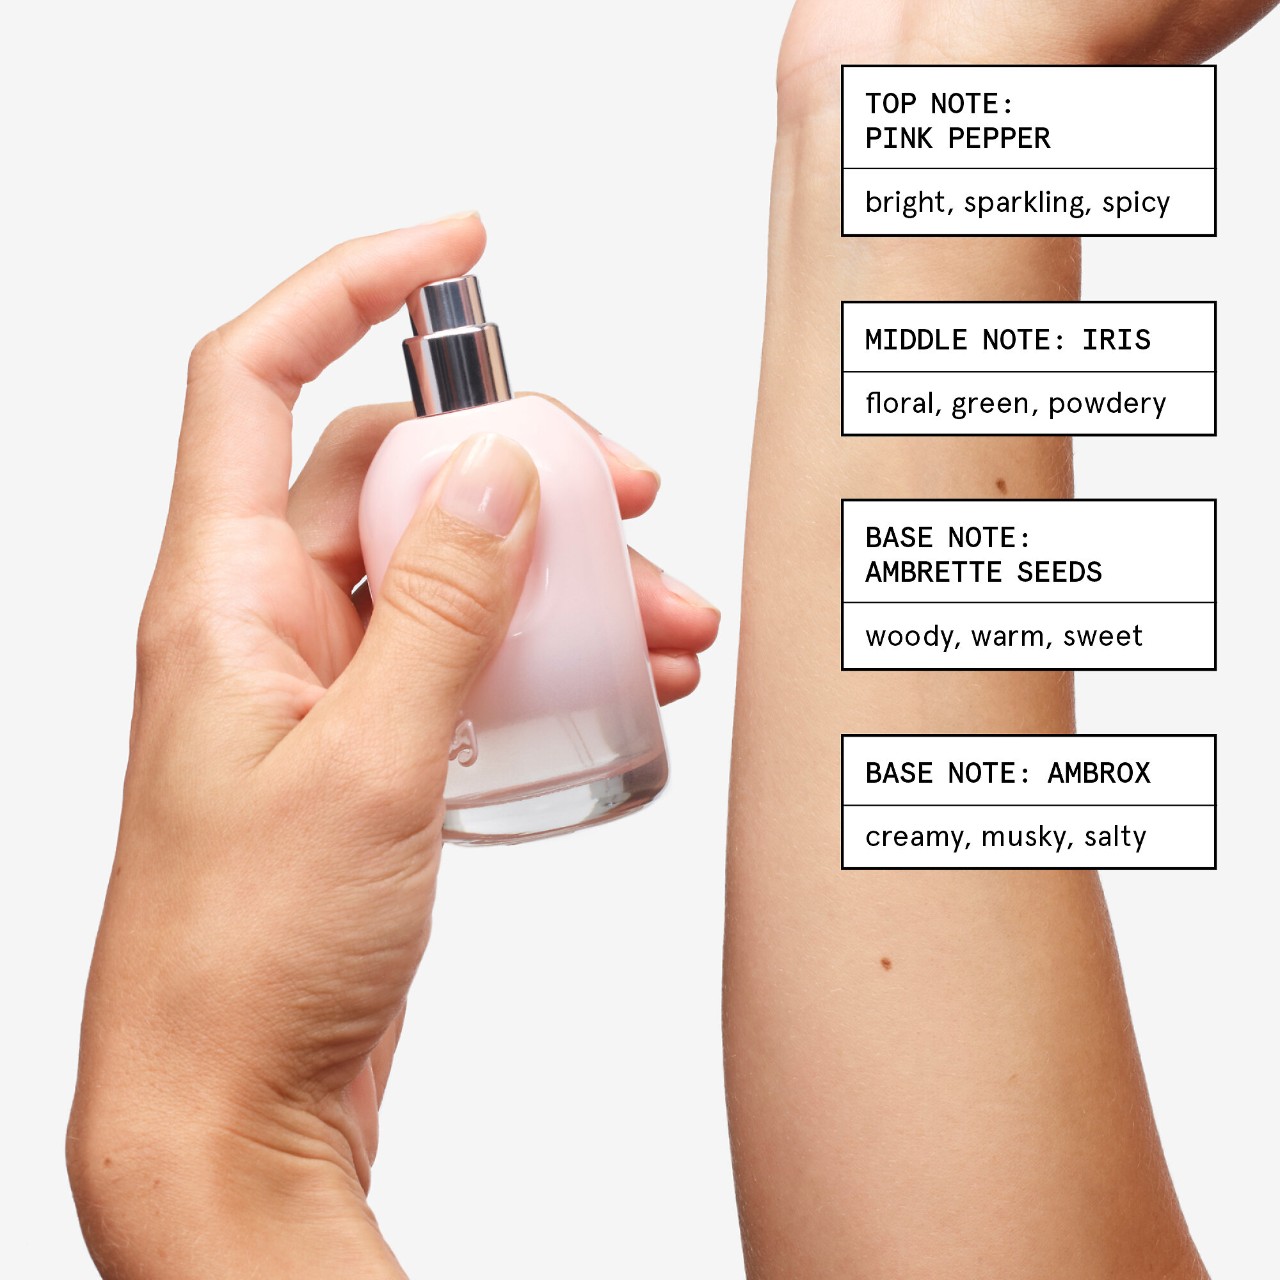 TOP NOTE:
PINK PEPPER
bright, sparkling, spicy
MIDDLE NOTE: IRIS
floral, green, powdery
BASE NOTE:
AMBRETTE SEEDS
woody, warm, sweet
BASE NOTE: AMBROX
creamy, musky, salty